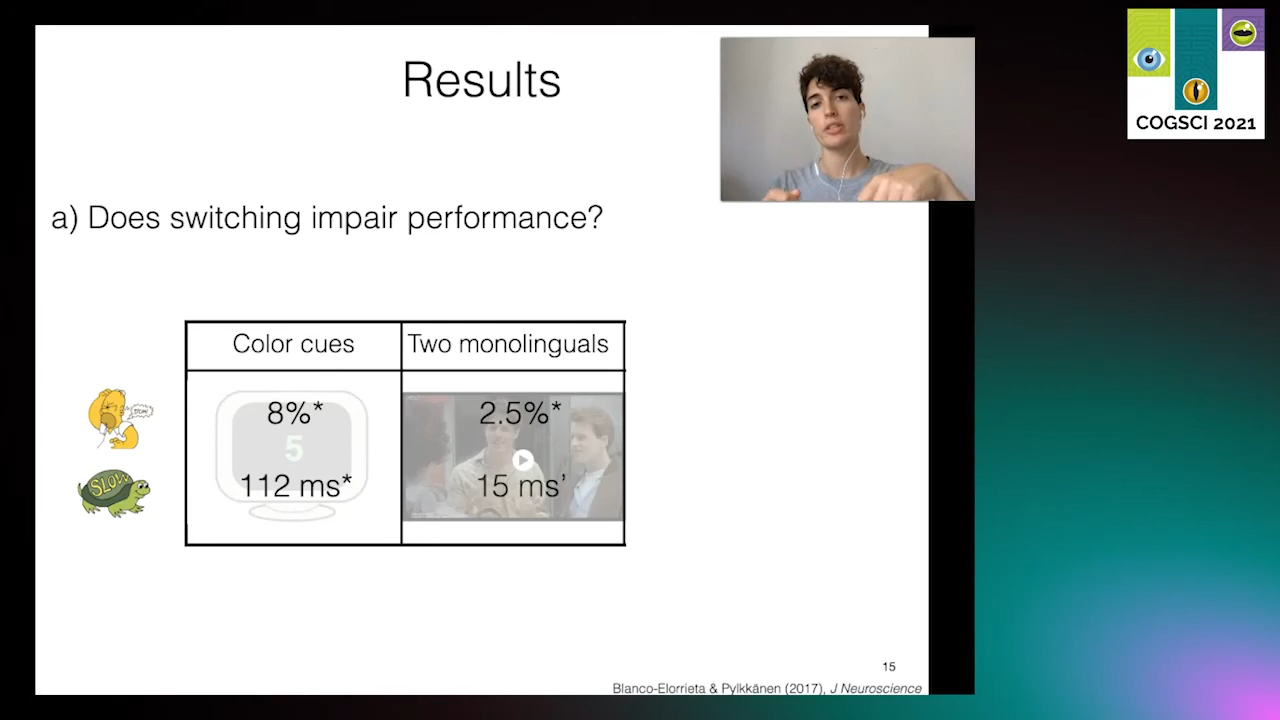 Results
COGSCI 2021
a) Does switching impair performance?
Color cues
Two monolinguals
8%*
2.5%*
5
SLOW
112 ms*
15 ms’
15
Blanco-Elorrieta & Pylkkänen (2017), J Neuroscience